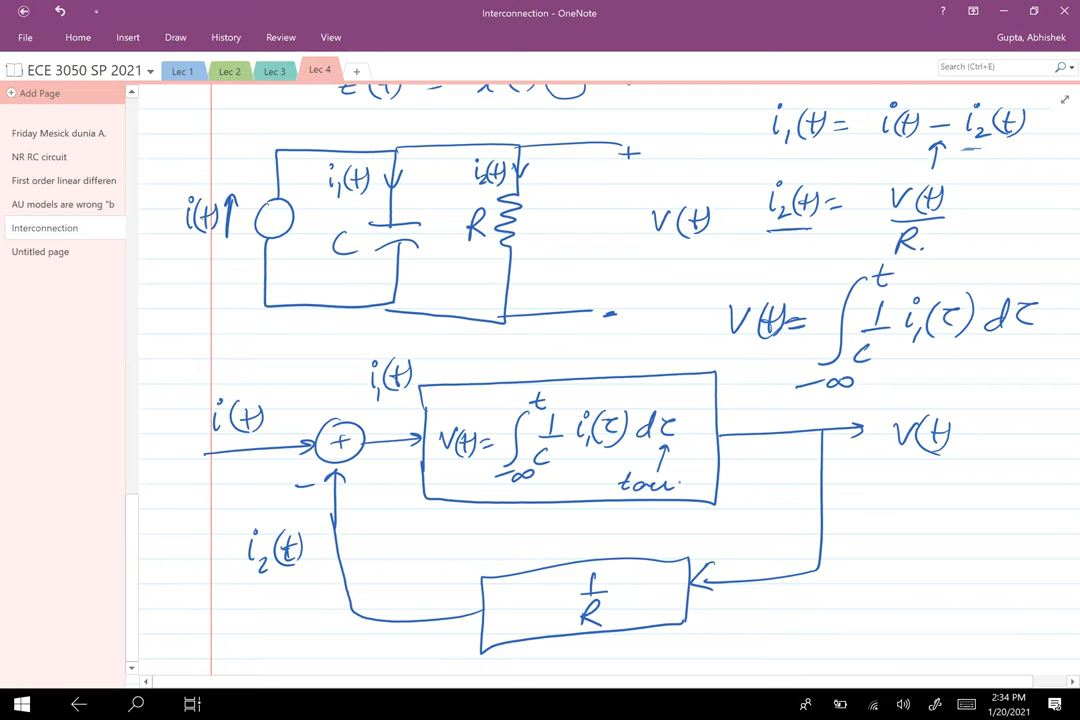 Interconnection - OneNote
?
Gupta, Abhishek
File Home Insert Draw History Review View
ECE 3050 SP 2021
Lec 1 Lec 2 Lec 3 Lec 4 +
Search (Ctrl+E)
Add Page
Friday Mesick dunia A.
NR RC circuit
First order linear differen
AU models are wrong "b
Interconnection
Untitled page
i₁(t) = i(t) − i₂(t)
i₂(t) = V(t)/R.
V(t) = ∫_{-∞}^{t} 1/C i₁(τ) dτ
i(t)
i₁(t)
C
i₂(t)
R
+
V(t)
-
i(t)
+
-
i₁(t)
V(t) = ∫_{-∞}^{t} 1/C i₁(τ) dτ
tau.
V(t)
i₂(t)
1/R
2:34 PM
1/20/2021